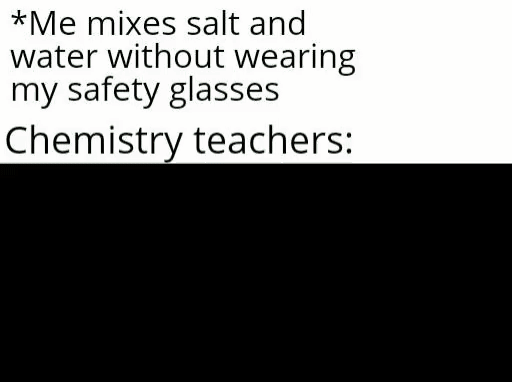 *Me mixes salt and
water without wearing
my safety glasses
Chemistry teachers: